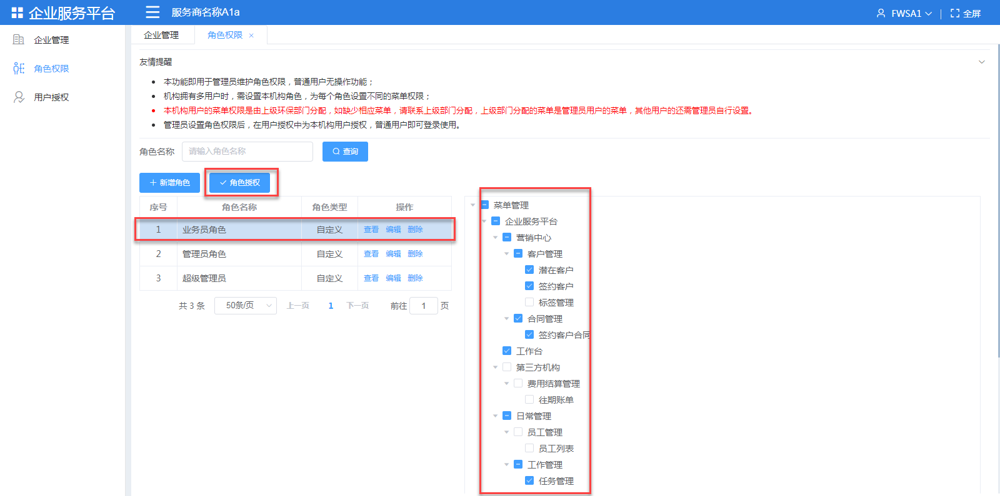 企业服务平台
服务商名称A1a
FWSA1
全屏
企业管理
角色权限
用户授权
企业管理
角色权限
友情提醒
本功能即用于管理员维护角色权限，普通用户无操作功能；
机构拥有多用户时，需设置本机构角色，为每个角色设置不同的菜单权限；
本机构用户的菜单权限是由上级环保部门分配，如缺少相应菜单，请联系上级部门分配，上级部门分配的菜单是管理员用户的菜单，其他用户的还需管理员自行设置。
管理员设置角色权限后，在用户授权中为本机构用户授权，普通用户即可登录使用。
角色名称 请输入角色名称 查询
新增角色 角色授权
序号 角色名称 角色类型 操作
1 业务员角色 自定义 查看 编辑 删除
2 管理员角色 自定义 查看 编辑 删除
3 超级管理员 自定义 查看 编辑 删除
共 3 条 50条/页 上一页 1 下一页 前往 1 页
菜单管理
企业服务平台
营销中心
客户管理
潜在客户
签约客户
标签管理
合同管理
签约客户合同
工作台
第三方机构
费用结算管理
往期账单
日常管理
员工管理
员工列表
工作管理
任务管理